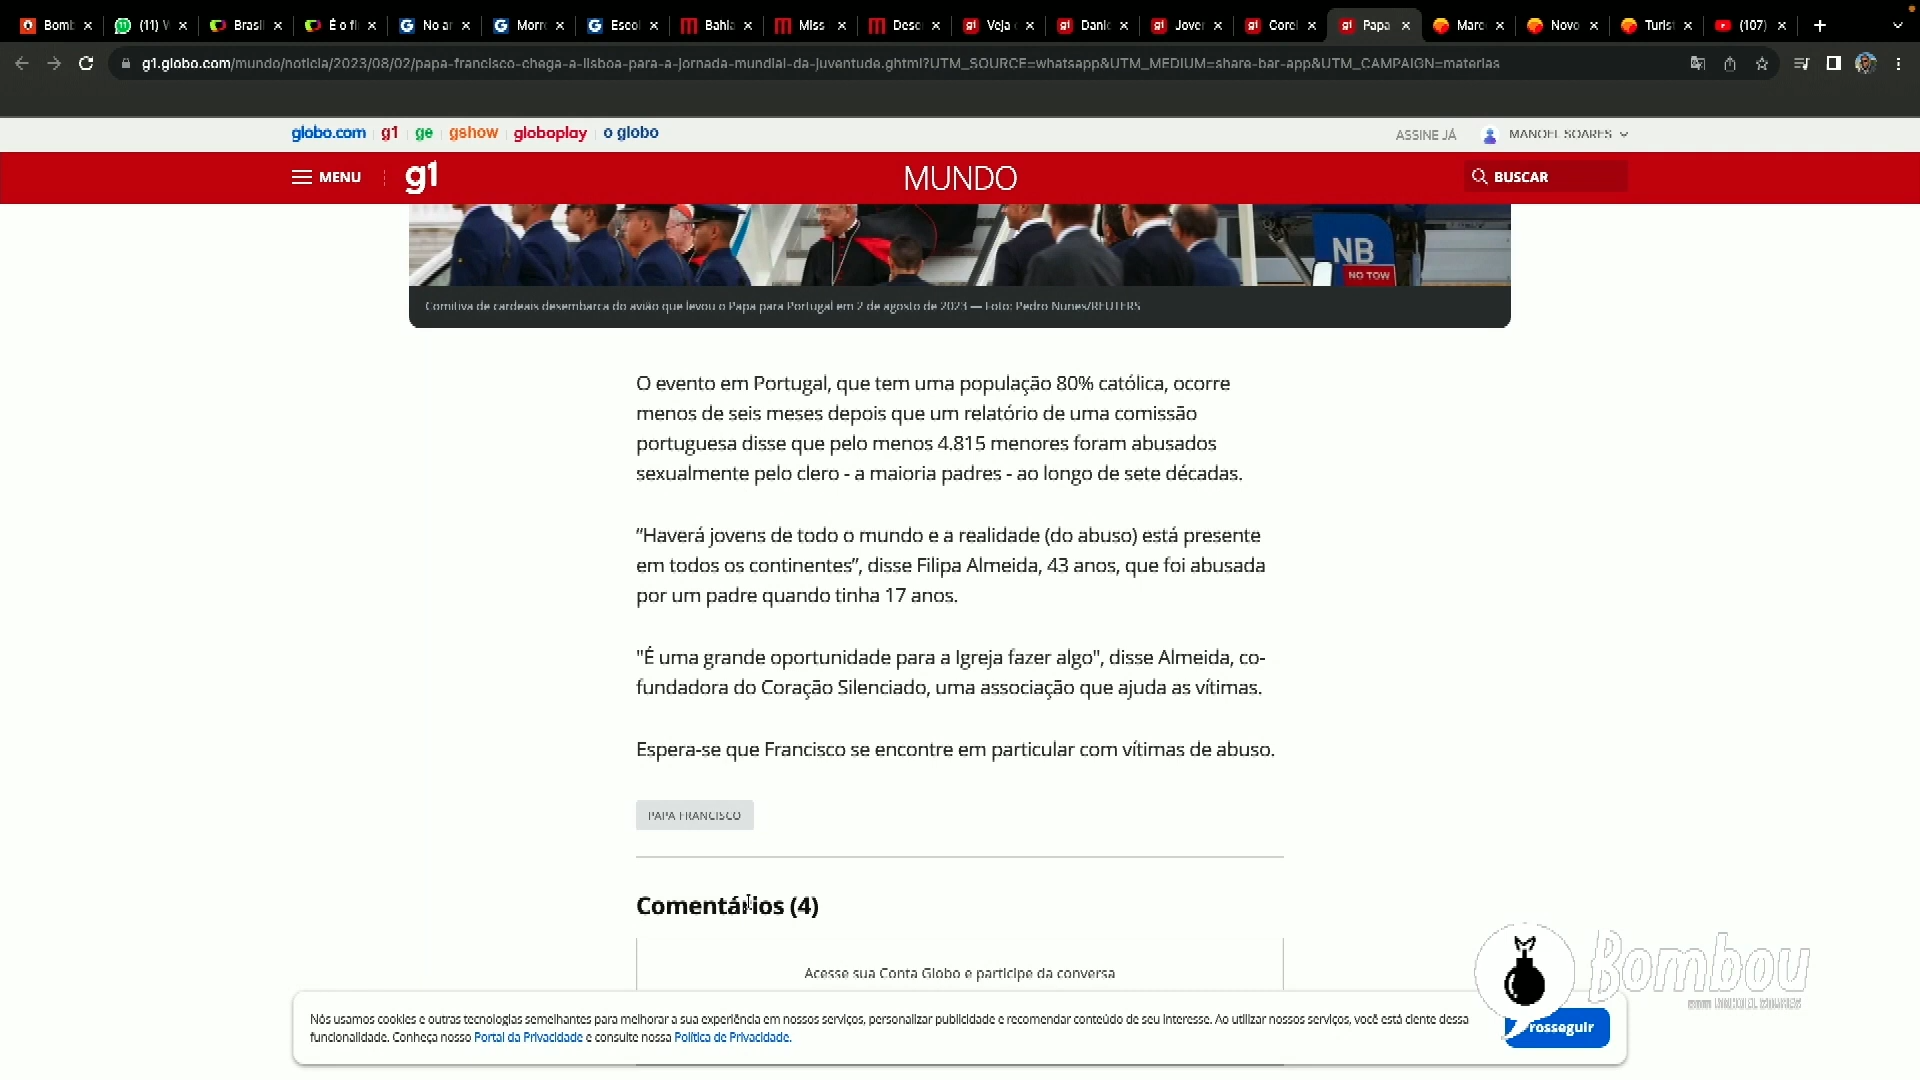 Bomb
(11) W
Brasil
É o fi
No ar
Morre
Escol
Bahia
Miss
Desc
Veja
Danie
Jover
Corel
Papa
Marc
Novo
Turist
(107)
g1.globo.com/mundo/noticia/2023/08/02/papa-francisco-chega-a-lisboa-para-a-jornada-mundial-da-juventude.ghtml?UTM_SOURCE=whatsapp&UTM_MEDIUM=share-bar-app&UTM_CAMPAIGN=materias
globo.com g1 ge gshow globoplay o globo
ASSINE JÁ MANOEL SOARES
MENU g1 MUNDO BUSCAR
NB
NO TOW
Comitiva de cardeais desembarca do avião que levou o Papa para Portugal em 2 de agosto de 2023 — Foto: Pedro Nunes/REUTERS
O evento em Portugal, que tem uma população 80% católica, ocorre
menos de seis meses depois que um relatório de uma comissão
portuguesa disse que pelo menos 4.815 menores foram abusados
sexualmente pelo clero - a maioria padres - ao longo de sete décadas.
“Haverá jovens de todo o mundo e a realidade (do abuso) está presente
em todos os continentes”, disse Filipa Almeida, 43 anos, que foi abusada
por um padre quando tinha 17 anos.
"É uma grande oportunidade para a Igreja fazer algo", disse Almeida, co-
fundadora do Coração Silenciado, uma associação que ajuda as vítimas.
Espera-se que Francisco se encontre em particular com vítimas de abuso.
PAPA FRANCISCO
Comentários (4)
Acesse sua Conta Globo e participe da conversa
Bombou
COM MANOEL SOARES
Nós usamos cookies e outras tecnologias semelhantes para melhorar a sua experiência em nossos serviços, personalizar publicidade e recomendar conteúdo de seu interesse. Ao utilizar nossos serviços, você está ciente dessa
funcionalidade. Conheça nosso Portal da Privacidade e consulte nossa Política de Privacidade.
rosseguir